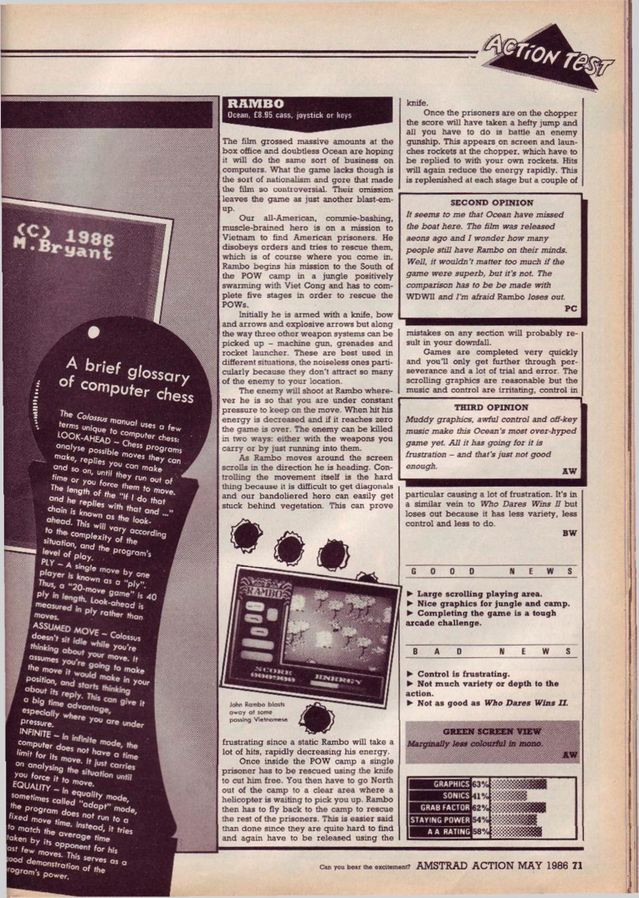 ACTION TEST
(C) 1986
M.Bryant
A brief glossary
of computer chess
The Colossus manual uses a few
terms unique to computer chess:
LOOK-AHEAD – Chess programs
analyse possible moves they can
make, replies you can make
and so on, until they run out of
time or you force them to move.
The length of the "If I do that
and he replies with that and ..."
chain is known as the look-
ahead. This will vary according
to the complexity of the
situation, and the program's
level of play.
PLY – A single move by one
player is known as a "ply".
Thus, a "20-move game" is 40
ply in length. Look-ahead is
measured in ply rather than
moves.
ASSUMED MOVE – Colossus
doesn't sit idle while you're
thinking about your move. It
assumes you're going to make
the move it would make in your
position, and starts thinking
about its reply. This can give it
a big time advantage,
especially where you are under
pressure.
INFINITE – In infinite mode, the
computer does not have a time
limit for its move. It just carries
on analysing the situation until
you force it to move.
EQUALITY – In equality mode,
sometimes called "adapt" mode,
the program does not run to a
fixed move time. Instead, it tries
to match the average time
taken by its opponent for his
last few moves. This serves as a
good demonstration of the
program's power.
RAMBO
Ocean, £8.95 cass, joystick or keys
The film grossed massive amounts at the
box office and doubtless Ocean are hoping
it will do the same sort of business on
computers. What the game lacks though is
the sort of nationalism and gore that made
the film so controversial. Their omission
leaves the game as just another blast-em-
up.
Our all-American, commie-bashing,
muscle-brained hero is on a mission to
Vietnam to find American prisoners. He
disobeys orders and tries to rescue them,
which is of course where you come in.
Rambo begins his mission to the South of
the POW camp in a jungle positively
swarming with Viet Cong and has to com-
plete five stages in order to rescue the
POWs.
Initially he is armed with a knife, bow
and arrows and explosive arrows but along
the way three other weapon systems can be
picked up – machine gun, grenades and
rocket launcher. These are best used in
different situations, the noiseless ones parti-
cularly because they don't attract so many
of the enemy to your location.
The enemy will shoot at Rambo where-
ver he is so that you are under constant
pressure to keep on the move. When hit his
energy is decreased and if it reaches zero
the game is over. The enemy can be killed
in two ways: either with the weapons you
carry or by just running into them.
As Rambo moves around the screen
scrolls in the direction he is heading. Con-
trolling the movement itself is the hard
thing because it is difficult to get diagonals
and our bandoliered hero can easily get
stuck behind vegetation. This can prove
RAMBO
SCORE
ENERGY
John Rambo blasts
away at some
passing Vietnamese
frustrating since a static Rambo will take a
lot of hits, rapidly decreasing his energy.
Once inside the POW camp a single
prisoner has to be rescued using the knife
to cut him free. You then have to go North
out of the camp to a clear area where a
helicopter is waiting to pick you up. Rambo
then has to fly back to the camp to rescue
the rest of the prisoners. This is easier said
than done since they are quite hard to find
and again have to be released using the
knife.
Once the prisoners are on the chopper
the score will have taken a hefty jump and
all you have to do is battle an enemy
gunship. This appears on screen and laun-
ches rockets at the chopper, which have to
be replied to with your own rockets. Hits
will again reduce the energy rapidly. This
is replenished at each stage but a couple of
SECOND OPINION
It seems to me that Ocean have missed
the boat here. The film was released
aeons ago and I wonder how many
people still have Rambo on their minds.
Well, it wouldn't matter too much if the
game were superb, but it's not. The
comparison has to be be made with
WDWII and I'm afraid Rambo loses out.
PC
mistakes on any section will probably re-
sult in your downfall.
Games are completed very quickly
and you'll only get further through per-
severance and a lot of trial and error. The
scrolling graphics are reasonable but the
music and control are irritating, control in
THIRD OPINION
Muddy graphics, awful control and off-key
music make this Ocean's most over-hyped
game yet. All it has going for it is
frustration – and that's just not good
enough.
AW
particular causing a lot of frustration. It's in
a similar vein to Who Dares Wins II but
loses out because it has less variety, less
control and less to do.
BW
GOOD NEWS
► Large scrolling playing area.
► Nice graphics for jungle and camp.
► Completing the game is a tough
arcade challenge.
BAD NEWS
► Control is frustrating.
► Not much variety or depth to the
action.
► Not as good as Who Dares Wins II.
GREEN SCREEN VIEW
Marginally less colourful in mono.
AW
GRAPHICS 63%
SONICS 41%
GRAB FACTOR 62%
STAYING POWER 54%
A A RATING 58%
Can you bear the excitement? AMSTRAD ACTION MAY 1986 71